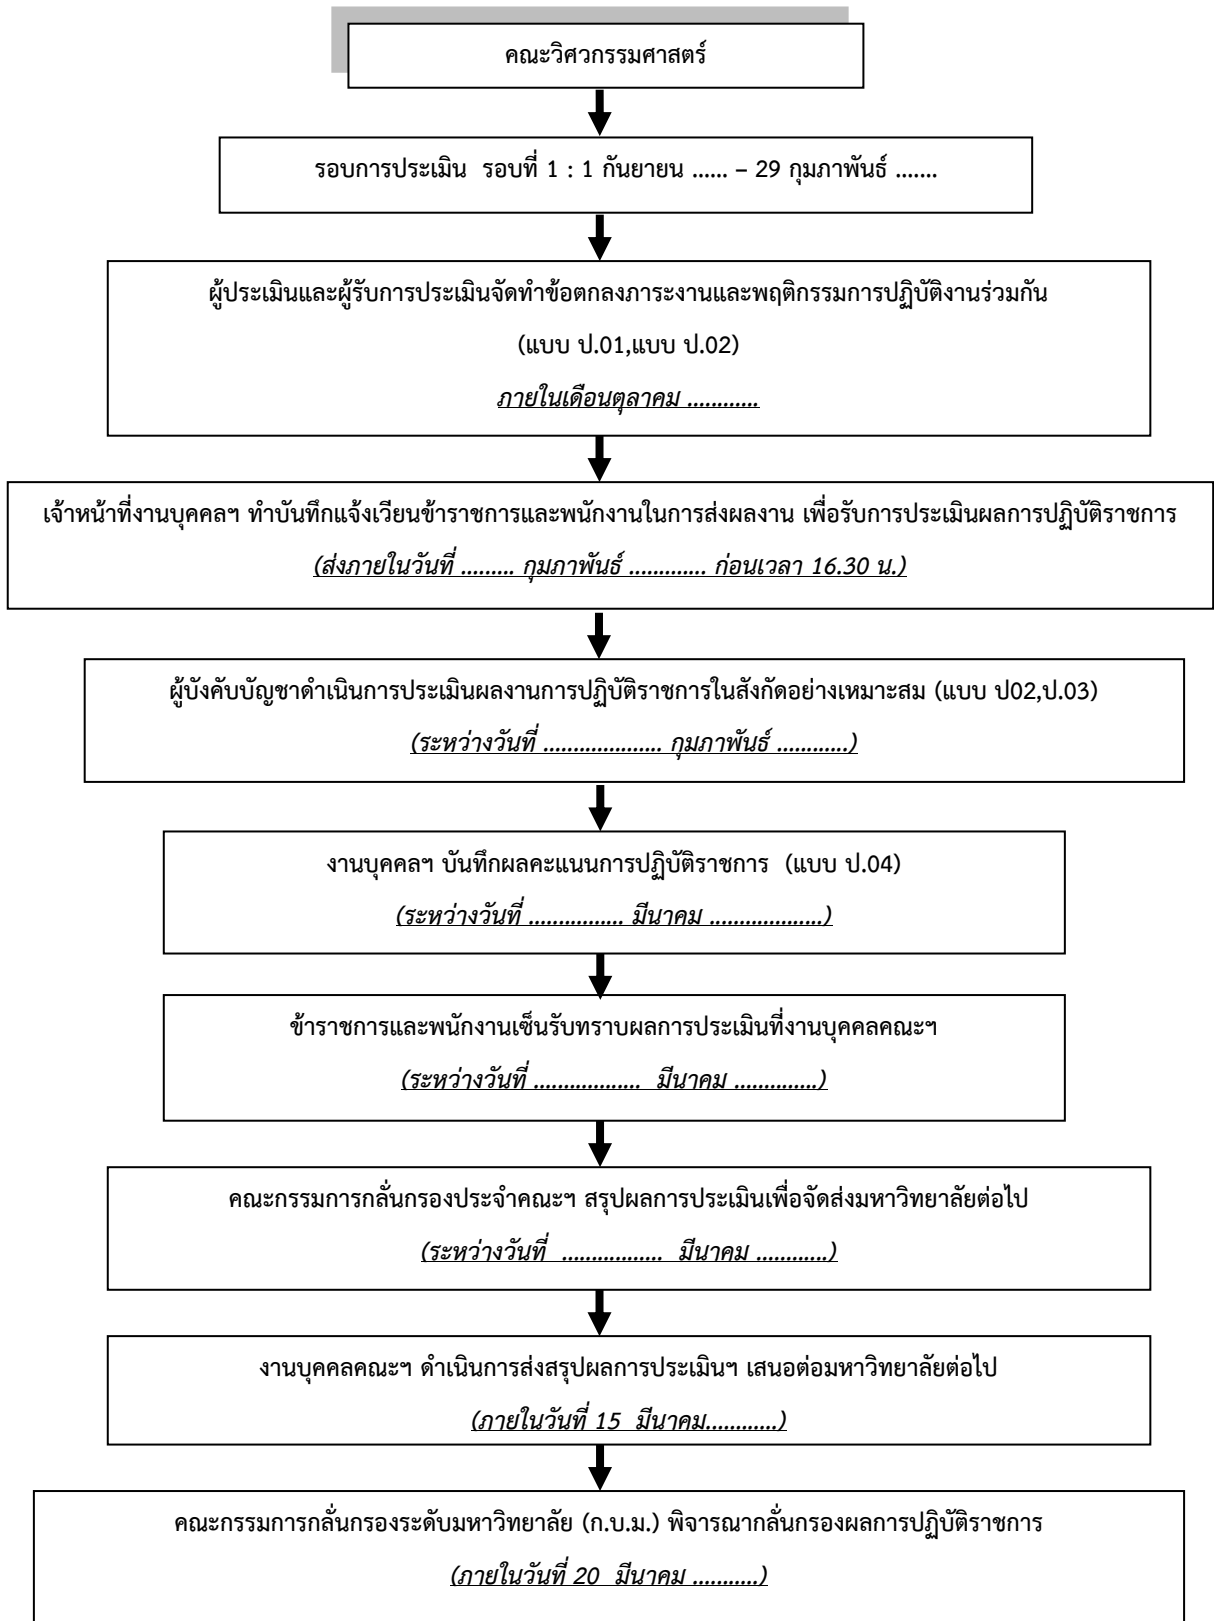 คณะวิศวกรรมศาสตร์
รอบการประเมิน รอบที่ 1 : 1 กันยายน ...... – 29 กุมภาพันธ์ .......
ผู้ประเมินและผู้รับการประเมินจัดทำข้อตกลงภาระงานและพฤติกรรมการปฏิบัติงานร่วมกัน
(แบบ ป.01,แบบ ป.02)
ภายในเดือนตุลาคม ............
เจ้าหน้าที่งานบุคคลฯ ทำบันทึกแจ้งเวียนข้าราชการและพนักงานในการส่งผลงาน เพื่อรับการประเมินผลการปฏิบัติราชการ
(ส่งภายในวันที่ ......... กุมภาพันธ์ ............. ก่อนเวลา 16.30 น.)
ผู้บังคับบัญชาดำเนินการประเมินผลงานการปฏิบัติราชการในสังกัดอย่างเหมาะสม (แบบ ป02,ป.03)
(ระหว่างวันที่ .................... กุมภาพันธ์ ............)
งานบุคคลฯ บันทึกผลคะแนนการปฏิบัติราชการ (แบบ ป.04)
(ระหว่างวันที่ ................ มีนาคม ...................)
ข้าราชการและพนักงานเซ็นรับทราบผลการประเมินที่งานบุคคลคณะฯ
(ระหว่างวันที่ .................. มีนาคม ..............)
คณะกรรมการกลั่นกรองประจำคณะฯ สรุปผลการประเมินเพื่อจัดส่งมหาวิทยาลัยต่อไป
(ระหว่างวันที่ ................. มีนาคม ............)
งานบุคคลคณะฯ ดำเนินการส่งสรุปผลการประเมินฯ เสนอต่อมหาวิทยาลัยต่อไป
(ภายในวันที่ 15 มีนาคม............)
คณะกรรมการกลั่นกรองระดับมหาวิทยาลัย (ก.บ.ม.) พิจารณากลั่นกรองผลการปฏิบัติราชการ
(ภายในวันที่ 20 มีนาคม ...........)